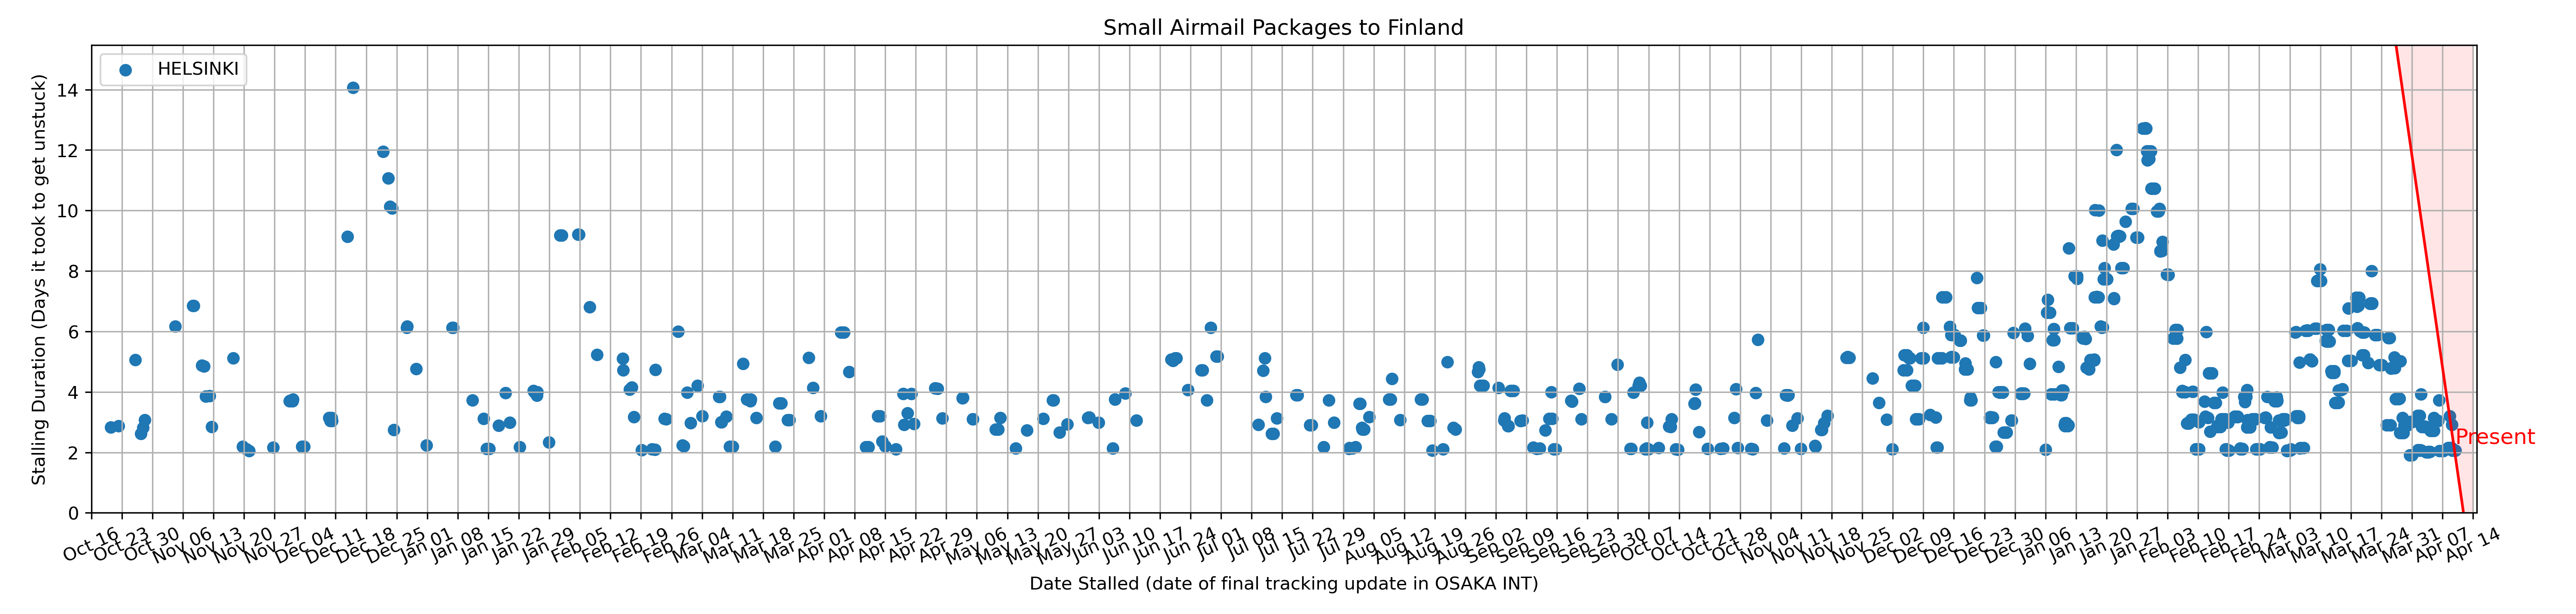 Small Airmail Packages to Finland
HELSINKI
Stalling Duration (Days it took to get unstuck)
14
12
10
8
6
4
2
0
Present
Oct 16
Oct 23
Oct 30
Nov 06
Nov 13
Nov 20
Nov 27
Dec 04
Dec 11
Dec 18
Dec 25
Jan 01
Jan 08
Jan 15
Jan 22
Jan 29
Feb 05
Feb 12
Feb 19
Feb 26
Mar 04
Mar 11
Mar 18
Mar 25
Apr 01
Apr 08
Apr 15
Apr 22
Apr 29
May 06
May 13
May 20
May 27
Jun 03
Jun 10
Jun 17
Jun 24
Jul 01
Jul 08
Jul 15
Jul 22
Jul 29
Aug 05
Aug 12
Aug 19
Aug 26
Sep 02
Sep 09
Sep 16
Sep 23
Sep 30
Oct 07
Oct 14
Oct 21
Oct 28
Nov 04
Nov 11
Nov 18
Nov 25
Dec 02
Dec 09
Dec 16
Dec 23
Dec 30
Jan 06
Jan 13
Jan 20
Jan 27
Feb 03
Feb 10
Feb 17
Feb 24
Mar 03
Mar 10
Mar 17
Mar 24
Mar 31
Apr 07
Apr 14
Date Stalled (date of final tracking update in OSAKA INT)